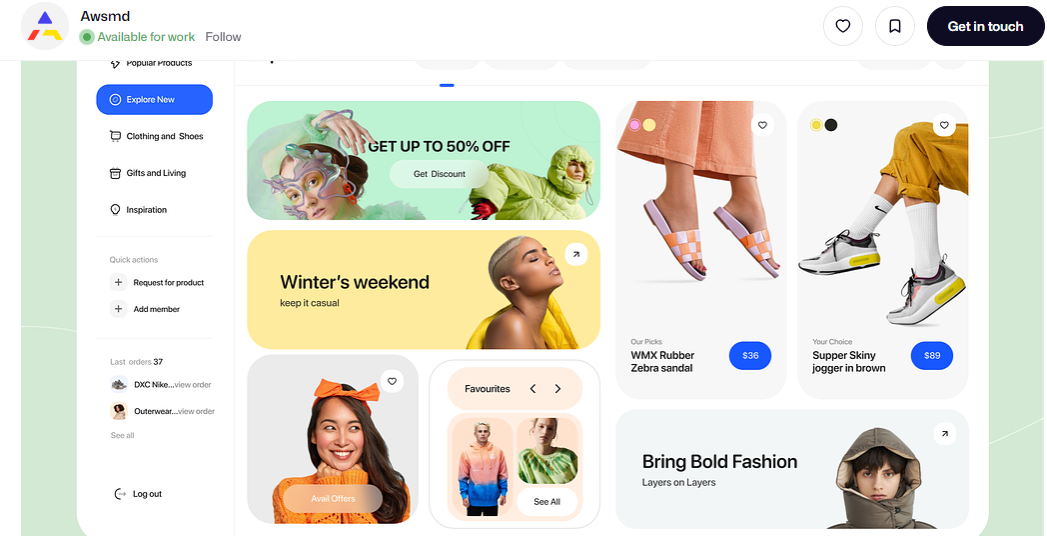 Awsmd
Available for work Follow
Get in touch
Popular Products
Explore New
Clothing and Shoes
Gifts and Living
Inspiration
Quick actions
Request for product
Add member
Last orders 37
DXC Nike...view order
Outerwear...view order
See all
Log out
GET UP TO 50% OFF
Get Discount
Winter's weekend
keep it casual
Avail Offers
Favourites
See All
Our Picks
WMX Rubber
Zebra sandal
$36
Your Choice
Supper Skiny
jogger in brown
$89
Bring Bold Fashion
Layers on Layers